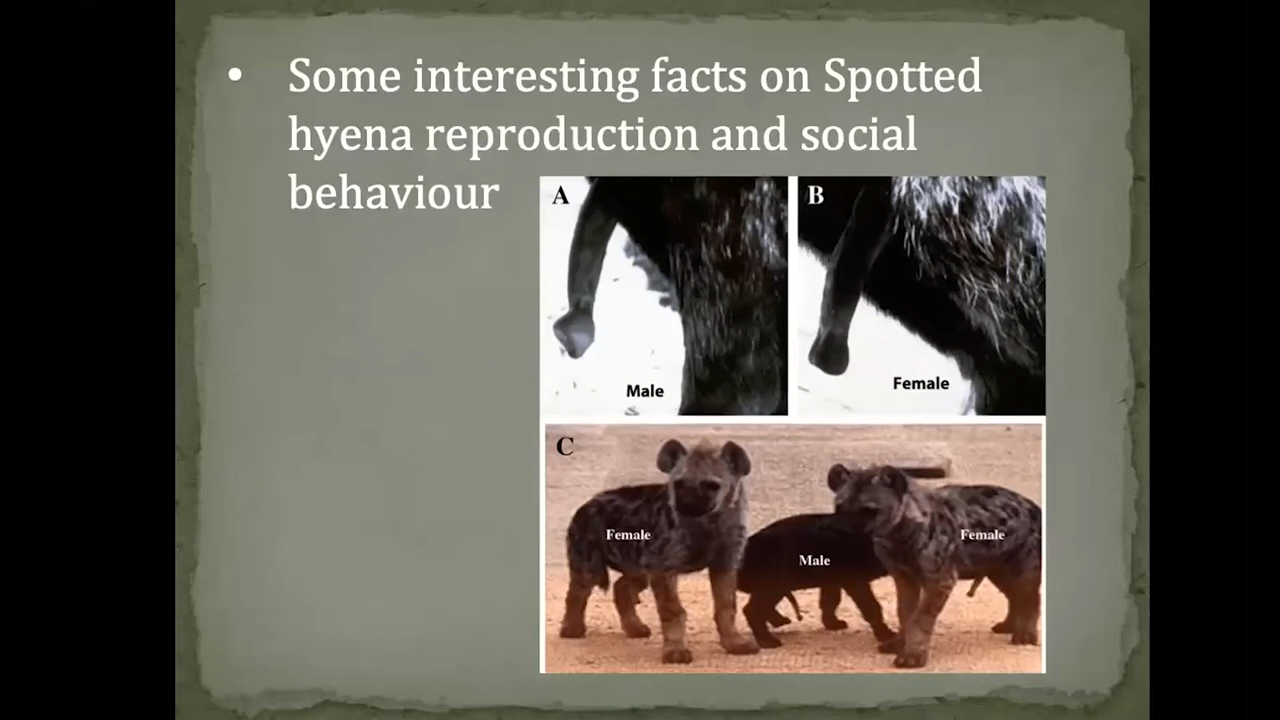 • Some interesting facts on Spotted
hyena reproduction and social
behaviour
A
B
Male
Female
C
Female
Male
Female